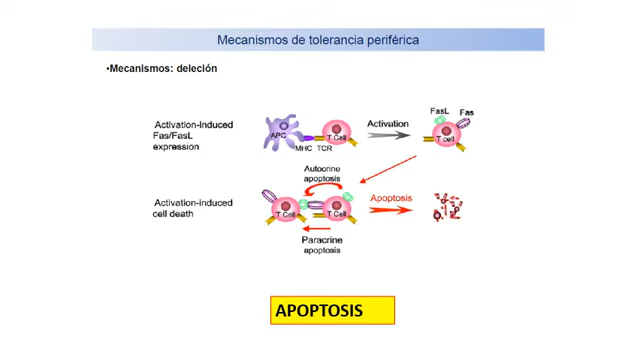 Mecanismos de tolerancia periférica
•Mecanismos: deleción
Activation-induced
Fas/FasL
expression
APC
MHC TCR
T Cell
Activation
FasL
Fas
T cell
Autocrine
apoptosis
Activation-induced
cell death
T Cell
T Cell
Apoptosis
Paracrine
apoptosis
APOPTOSIS